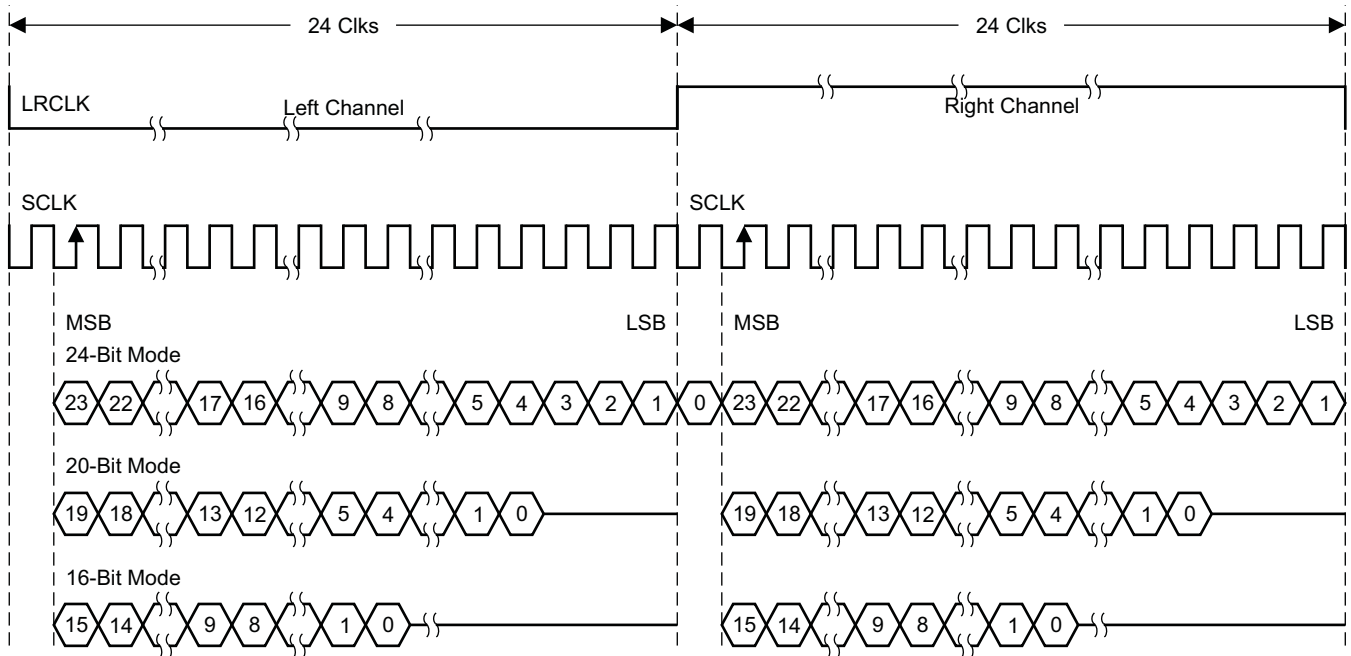 24 Clks 24 Clks
LRCLK Left Channel Right Channel
SCLK SCLK
MSB LSB MSB LSB
24-Bit Mode
23 22 17 16 9 8 5 4 3 2 1 0 23 22 17 16 9 8 5 4 3 2 1
20-Bit Mode
19 18 13 12 5 4 1 0 19 18 13 12 5 4 1 0
16-Bit Mode
15 14 9 8 1 0 15 14 9 8 1 0